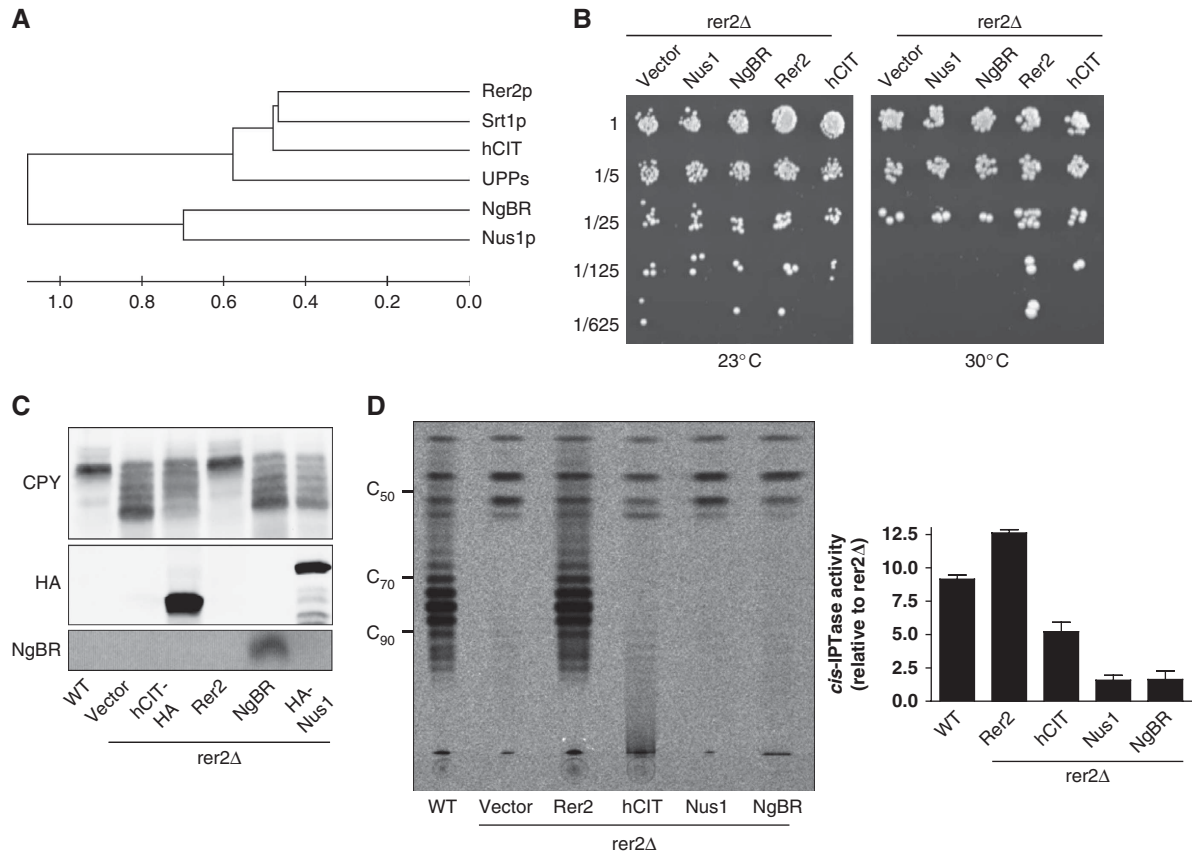 A
Rer2p
Srt1p
hCIT
UPPs
NgBR
Nus1p
1.0 0.8 0.6 0.4 0.2 0.0
B
rer2Δ rer2Δ
Vector Nus1 NgBR Rer2 hCIT Vector Nus1 NgBR Rer2 hCIT
1
1/5
1/25
1/125
1/625
23°C 30°C
C
CPY
HA
NgBR
WT Vector hCIT-HA Rer2 NgBR HA-Nus1
rer2Δ
D
C50
C70
C90
WT Vector Rer2 hCIT Nus1 NgBR
rer2Δ
cis-IPTase activity
(relative to rer2Δ)
12.5
10.0
7.5
5.0
2.5
0.0
WT Rer2 hCIT Nus1 NgBR
rer2Δ